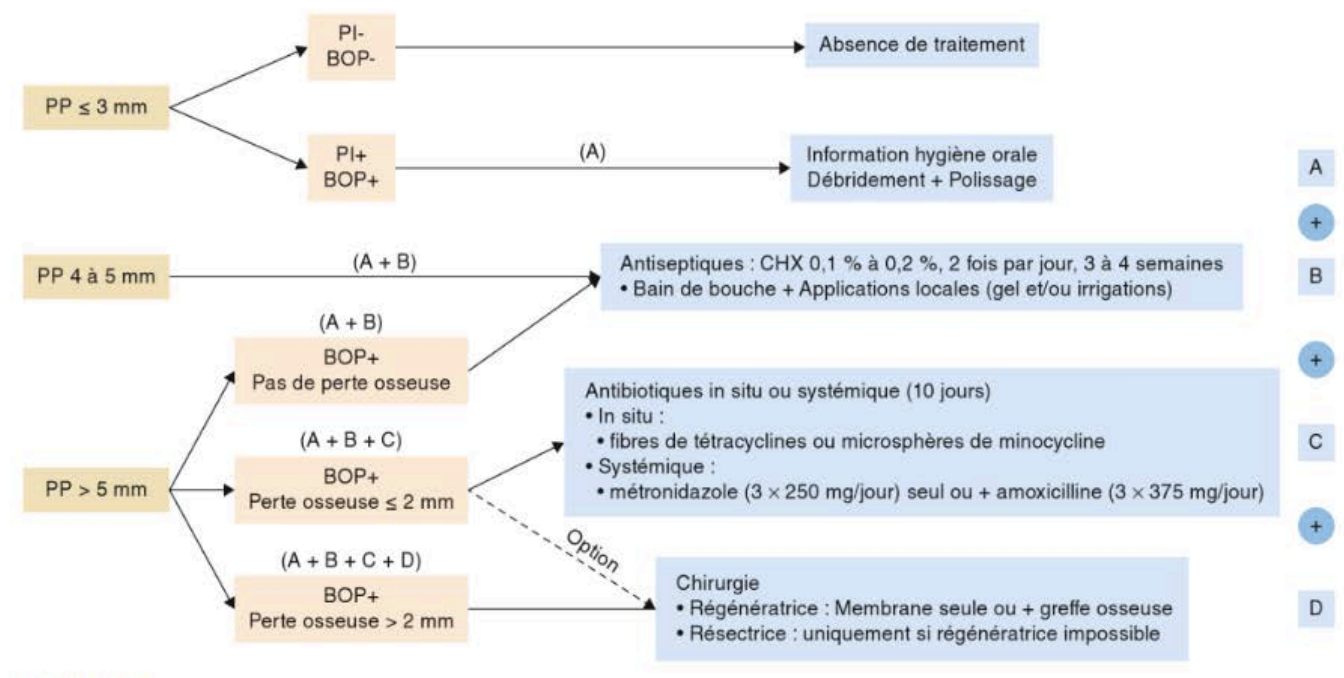 PI-
BOP-
Absence de traitement
PP ≤ 3 mm
PI+
BOP+
(A)
Information hygiène orale
Débridement + Polissage
A
+
PP 4 à 5 mm
(A + B)
Antiseptiques : CHX 0,1 % à 0,2 %, 2 fois par jour, 3 à 4 semaines
• Bain de bouche + Applications locales (gel et/ou irrigations)
B
+
(A + B)
BOP+
Pas de perte osseuse
PP > 5 mm
(A + B + C)
BOP+
Perte osseuse ≤ 2 mm
Antibiotiques in situ ou systémique (10 jours)
• In situ :
• fibres de tétracyclines ou microsphères de minocycline
• Systémique :
• métronidazole (3 × 250 mg/jour) seul ou + amoxicilline (3 × 375 mg/jour)
C
+
Option
(A + B + C + D)
BOP+
Perte osseuse > 2 mm
Chirurgie
• Régénératrice : Membrane seule ou + greffe osseuse
• Résectrice : uniquement si régénératrice impossible
D